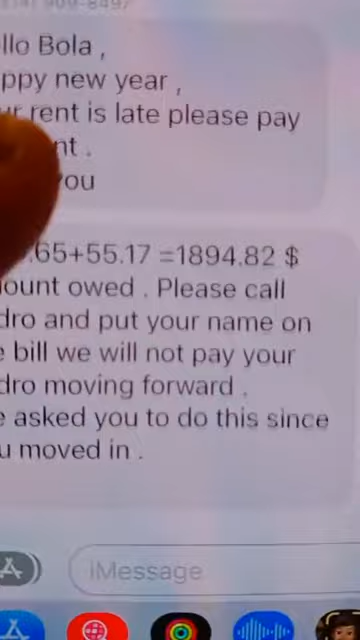 llo Bola ,
ppy new year ,
rent is late please pay
nt .
you
.65+55.17 =1894.82 $
ount owed . Please call
dro and put your name on
e bill we will not pay your
dro moving forward .
e asked you to do this since
u moved in .
iMessage